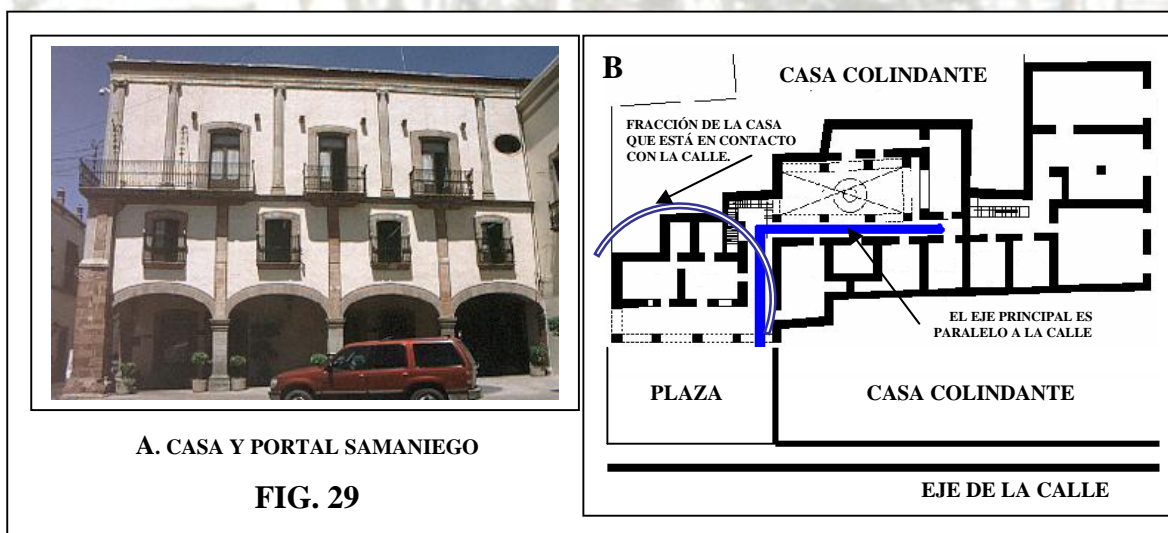 A. CASA Y PORTAL SAMANIEGO
FIG. 29
B
CASA COLINDANTE
FRACCIÓN DE LA CASA
QUE ESTÁ EN CONTACTO
CON LA CALLE.
EL EJE PRINCIPAL ES
PARALELO A LA CALLE
PLAZA
CASA COLINDANTE
EJE DE LA CALLE